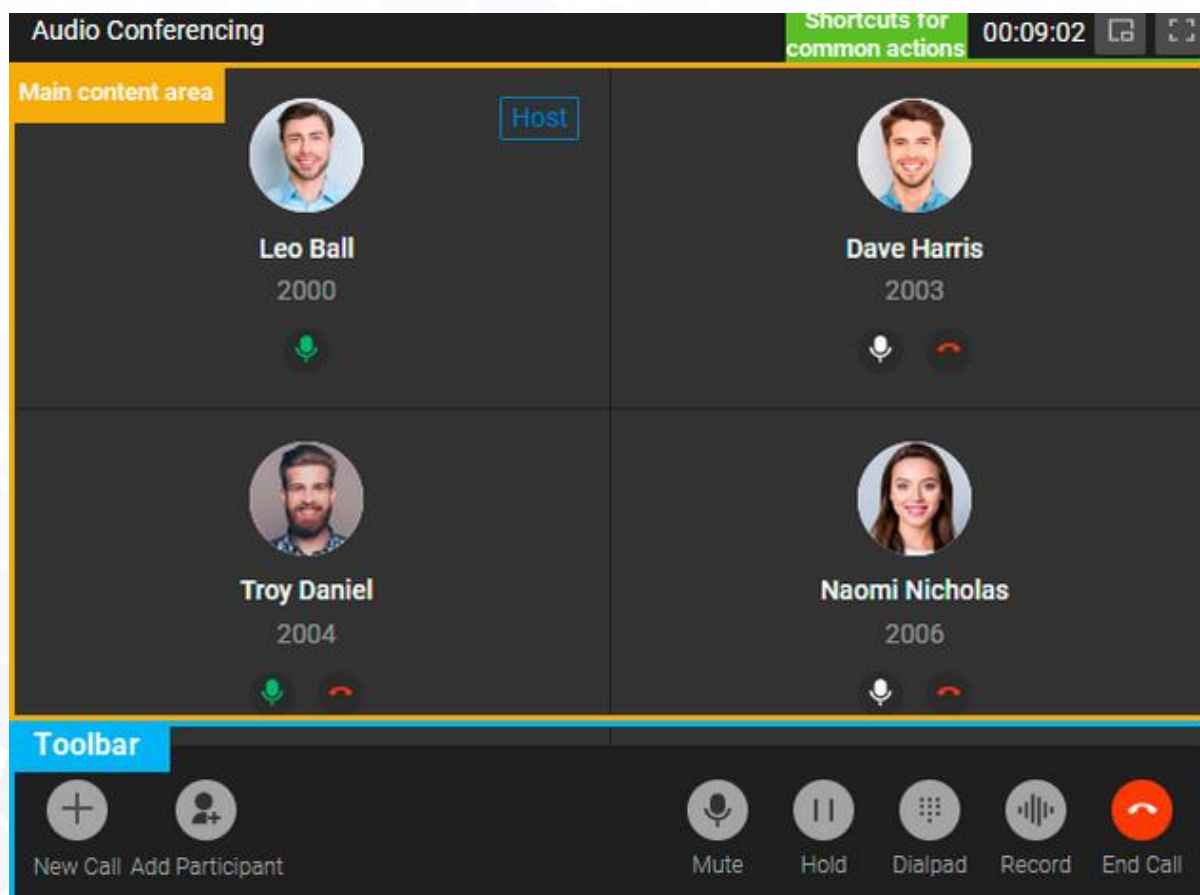 Audio Conferencing
Shortcuts for
common actions
00:09:02
Main content area
Host
Leo Ball
2000
Dave Harris
2003
Troy Daniel
2004
Naomi Nicholas
2006
Toolbar
New Call
Add Participant
Mute
Hold
Dialpad
Record
End Call